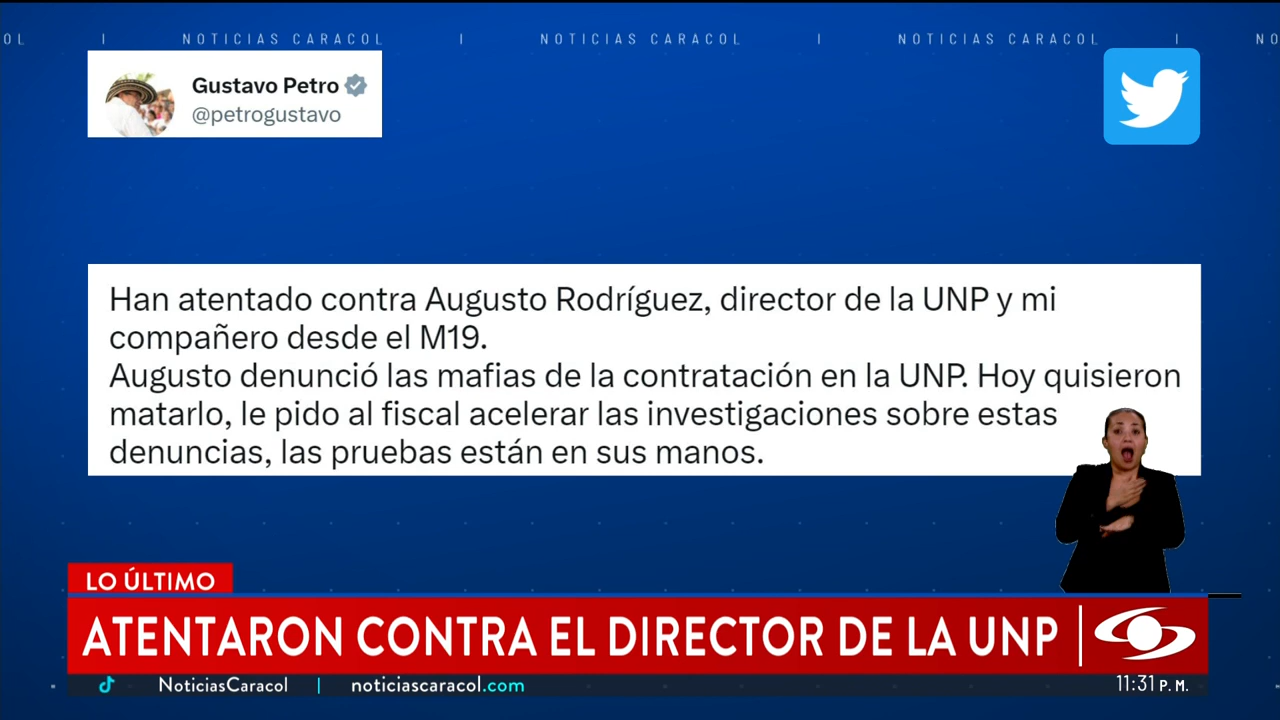 OL | NOTICIAS CARACOL | NOTICIAS CARACOL | NOTICIAS CARACOL | NO
Gustavo Petro
@petrogustavo
Han atentado contra Augusto Rodríguez, director de la UNP y mi
compañero desde el M19.
Augusto denunció las mafias de la contratación en la UNP. Hoy quisieron
matarlo, le pido al fiscal acelerar las investigaciones sobre estas
denuncias, las pruebas están en sus manos.
LO ÚLTIMO
ATENTARON CONTRA EL DIRECTOR DE LA UNP
NoticiasCaracol | noticiascaracol.com 11:31 P. M.